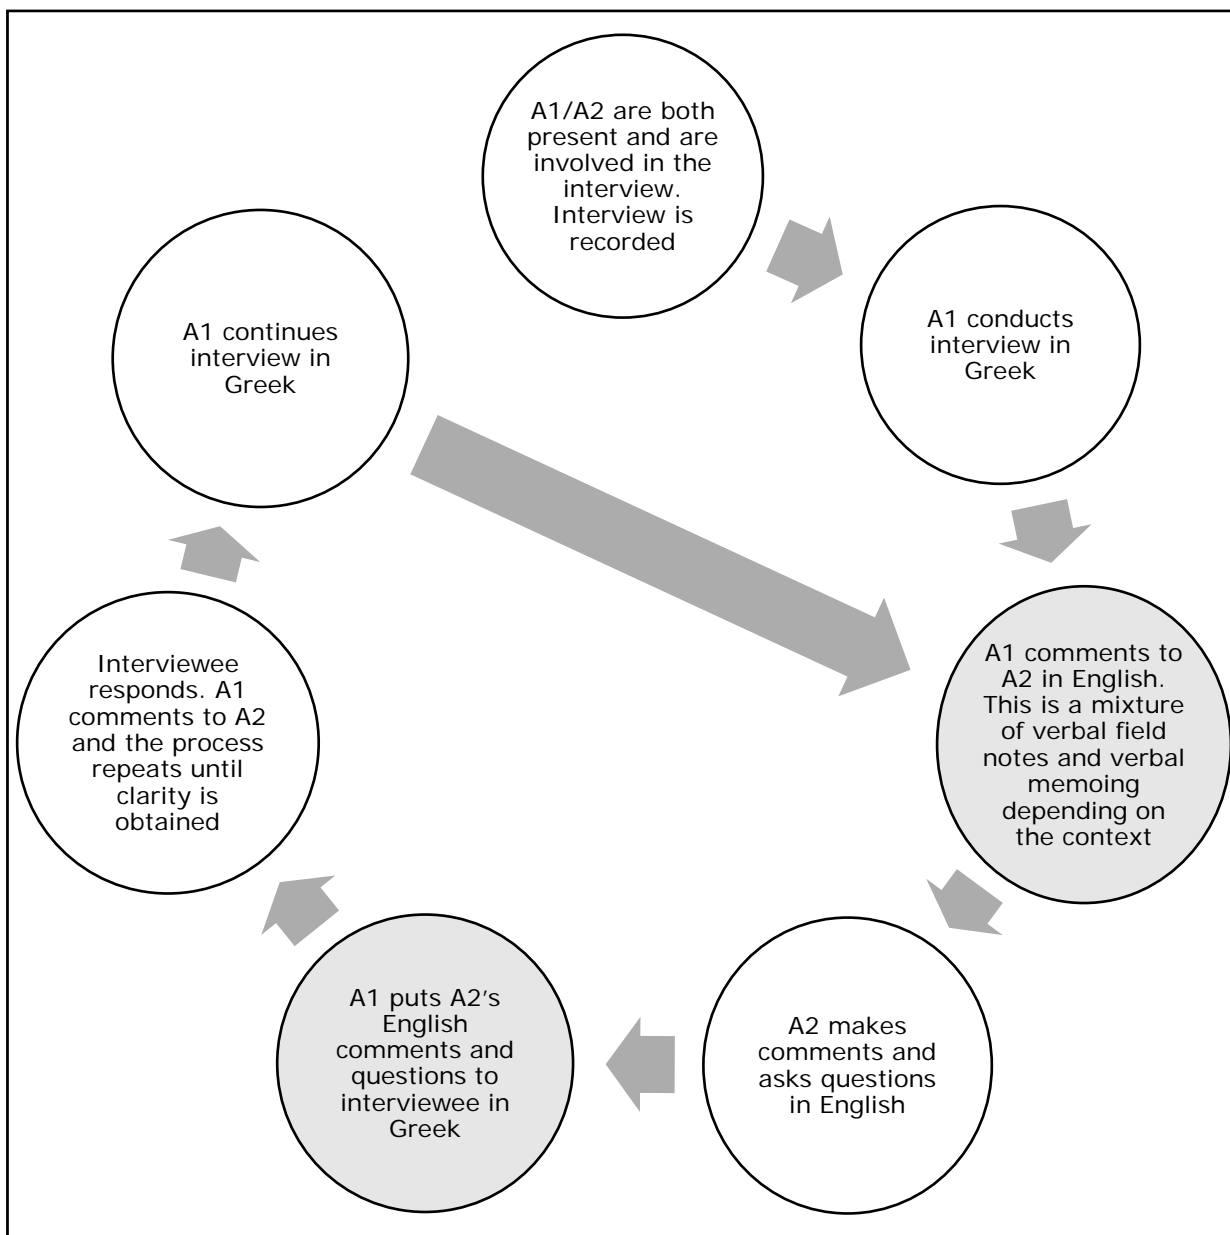 A1/A2 are both
present and are
involved in the
interview.
Interview is
recorded
A1 conducts
interview in
Greek
A1 comments to
A2 in English.
This is a mixture
of verbal field
notes and verbal
memoing
depending on
the context
A2 makes
comments and
asks questions
in English
A1 puts A2's
English
comments and
questions to
interviewee in
Greek
Interviewee
responds. A1
comments to A2
and the process
repeats until
clarity is
obtained
A1 continues
interview in
Greek